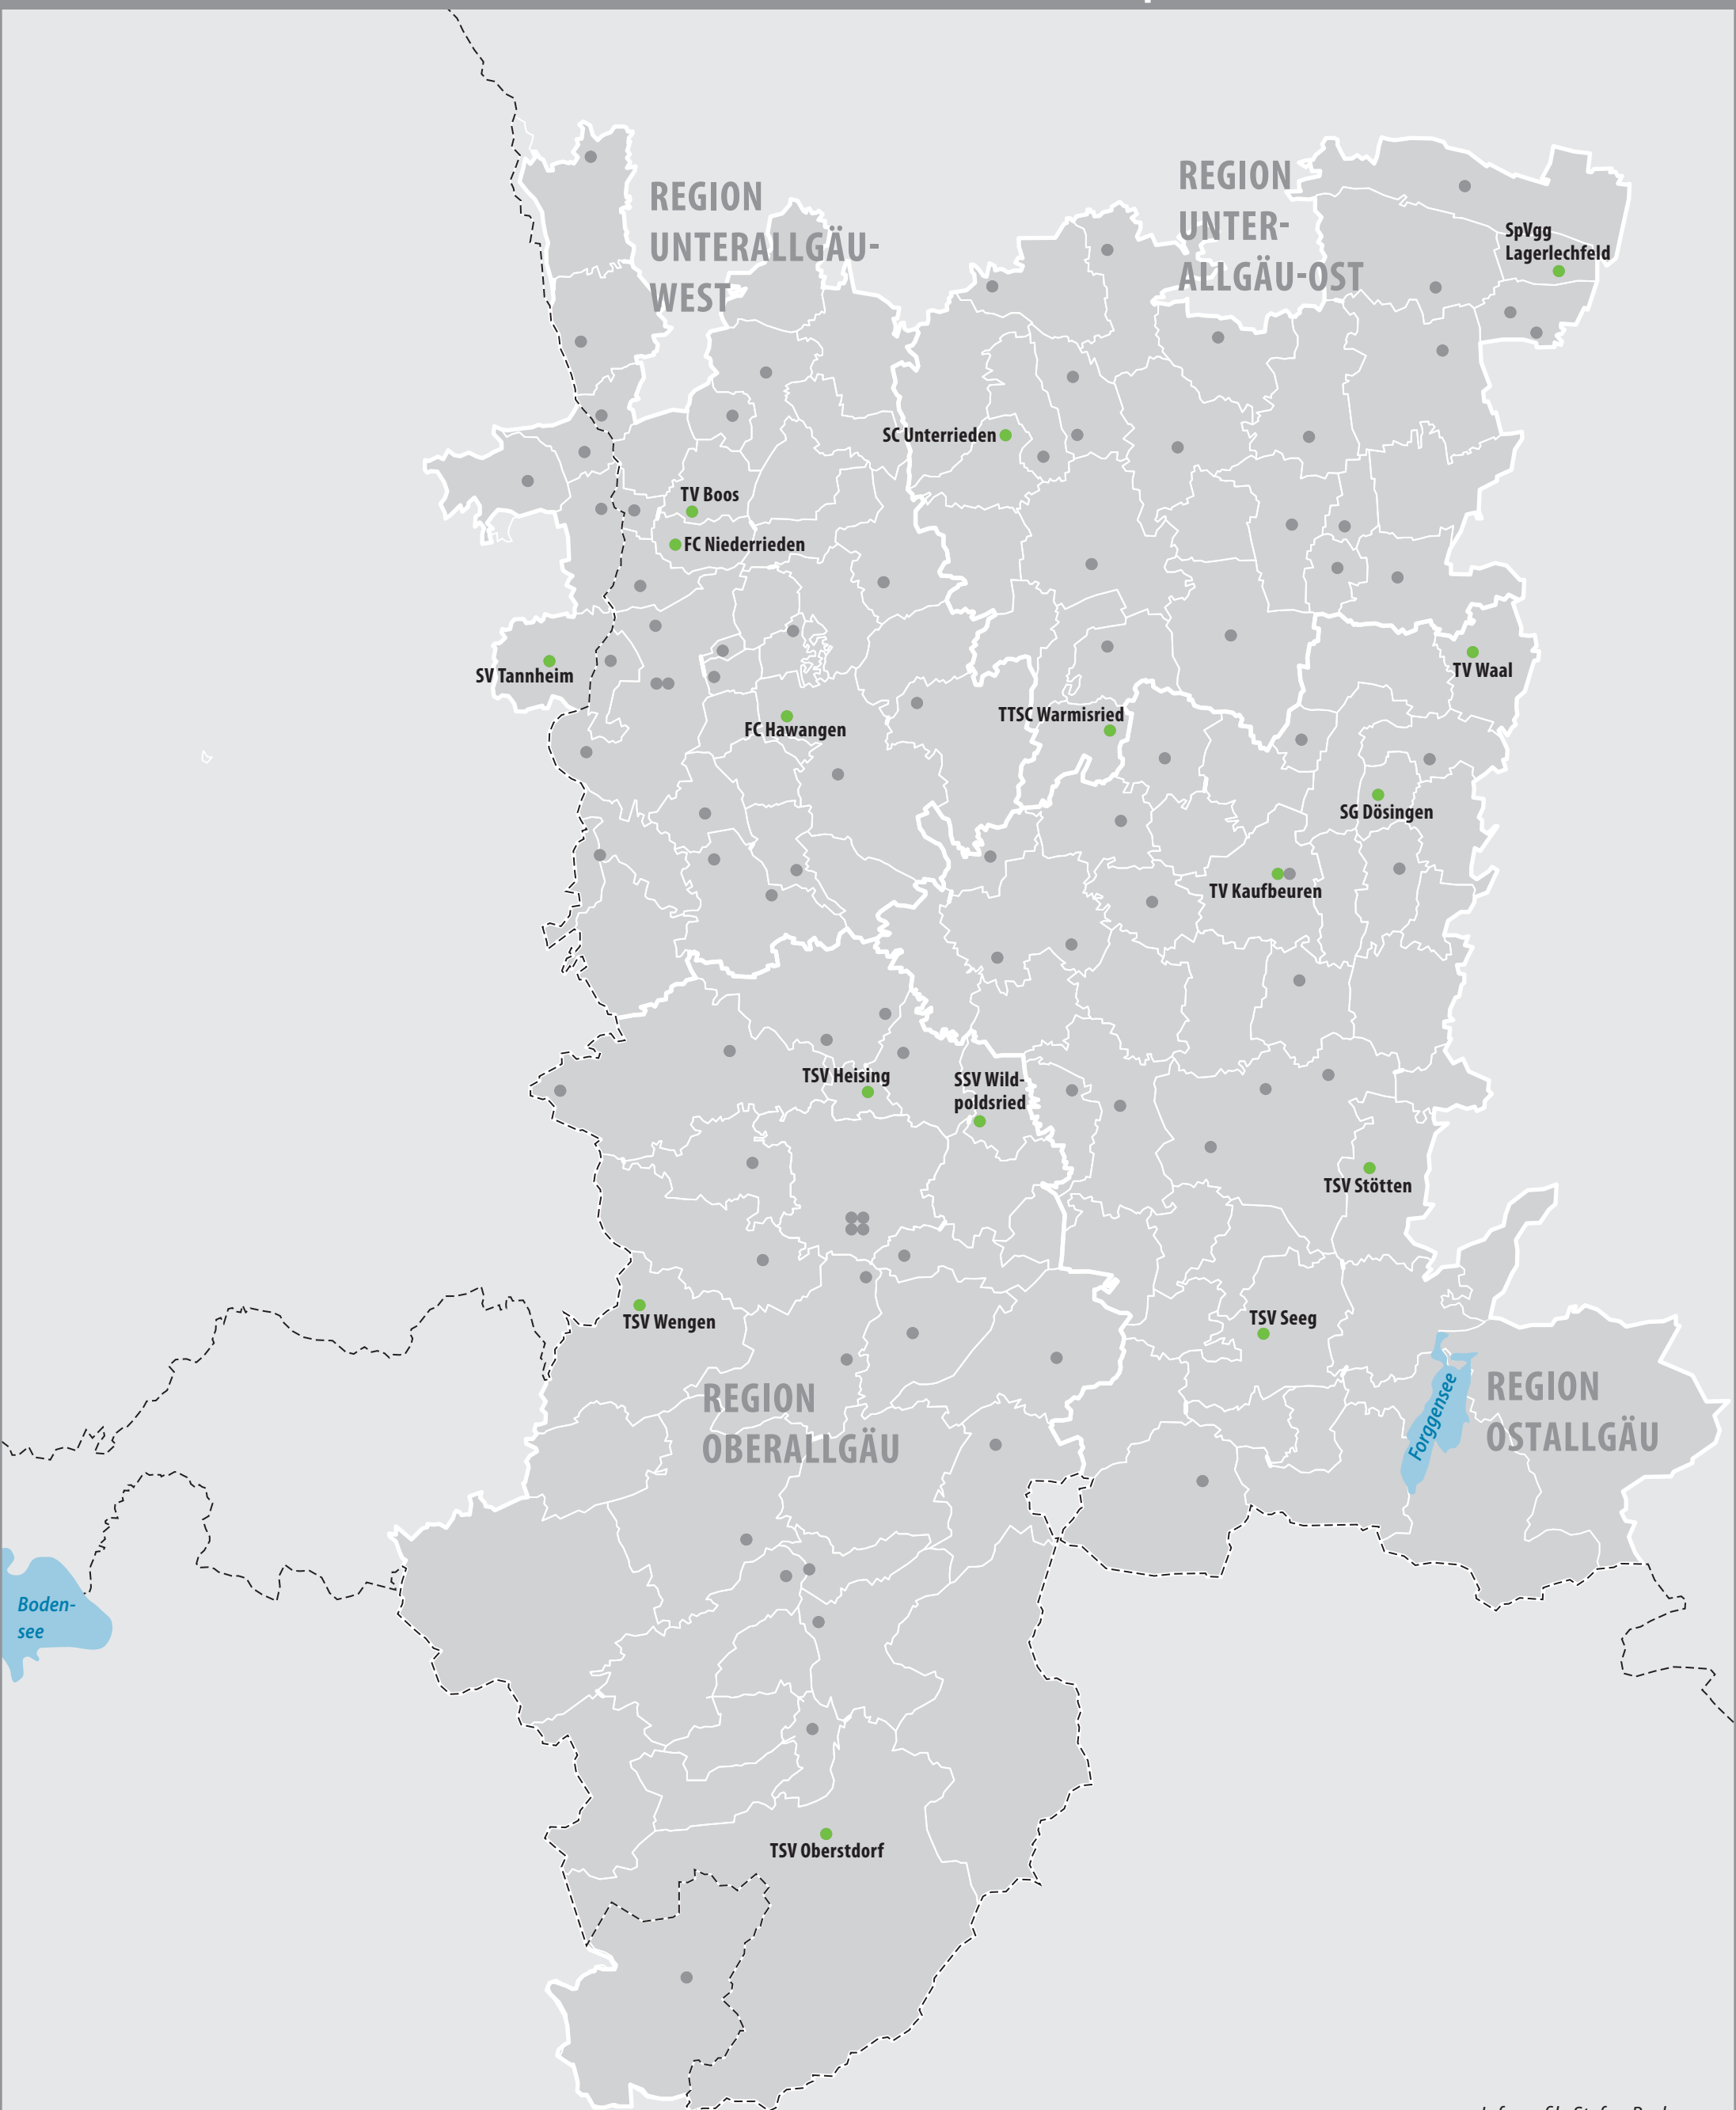 REGION
UNTERALLGÄU-
WEST
REGION
UNTER-
ALLGÄU-OST
SpVgg
Lagerlechfeld
SC Unterrieden
TV Boos
FC Niederrieden
SV Tannheim
TV Waal
FC Hawangen
TTSC Warmisried
SG Dösingen
TV Kaufbeuren
TSV Heising
SSV Wild-
poldsried
TSV Stötten
TSV Wengen
TSV Seeg
REGION
OBERALLGÄU
Forggensee
REGION
OSTALLGÄU
Boden-
see
TSV Oberstdorf